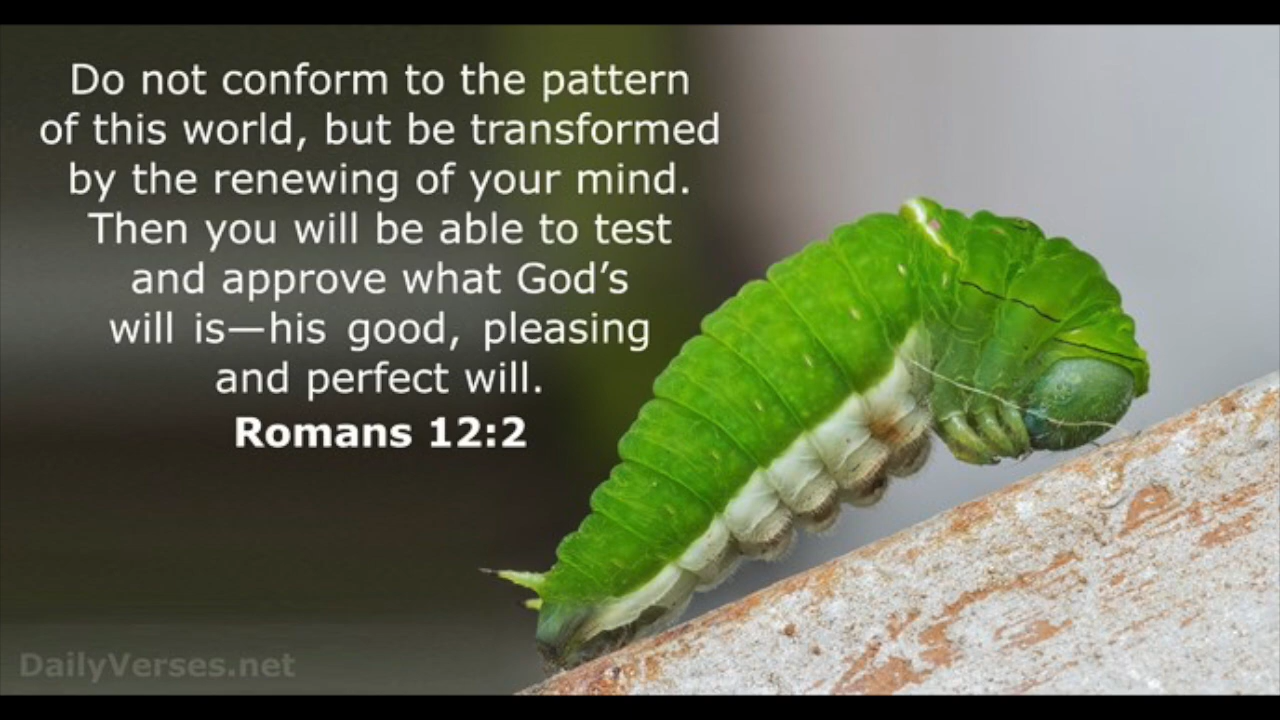 Do not conform to the pattern
of this world, but be transformed
by the renewing of your mind.
Then you will be able to test
and approve what God’s
will is—his good, pleasing
and perfect will.
Romans 12:2
DailyVerses.net